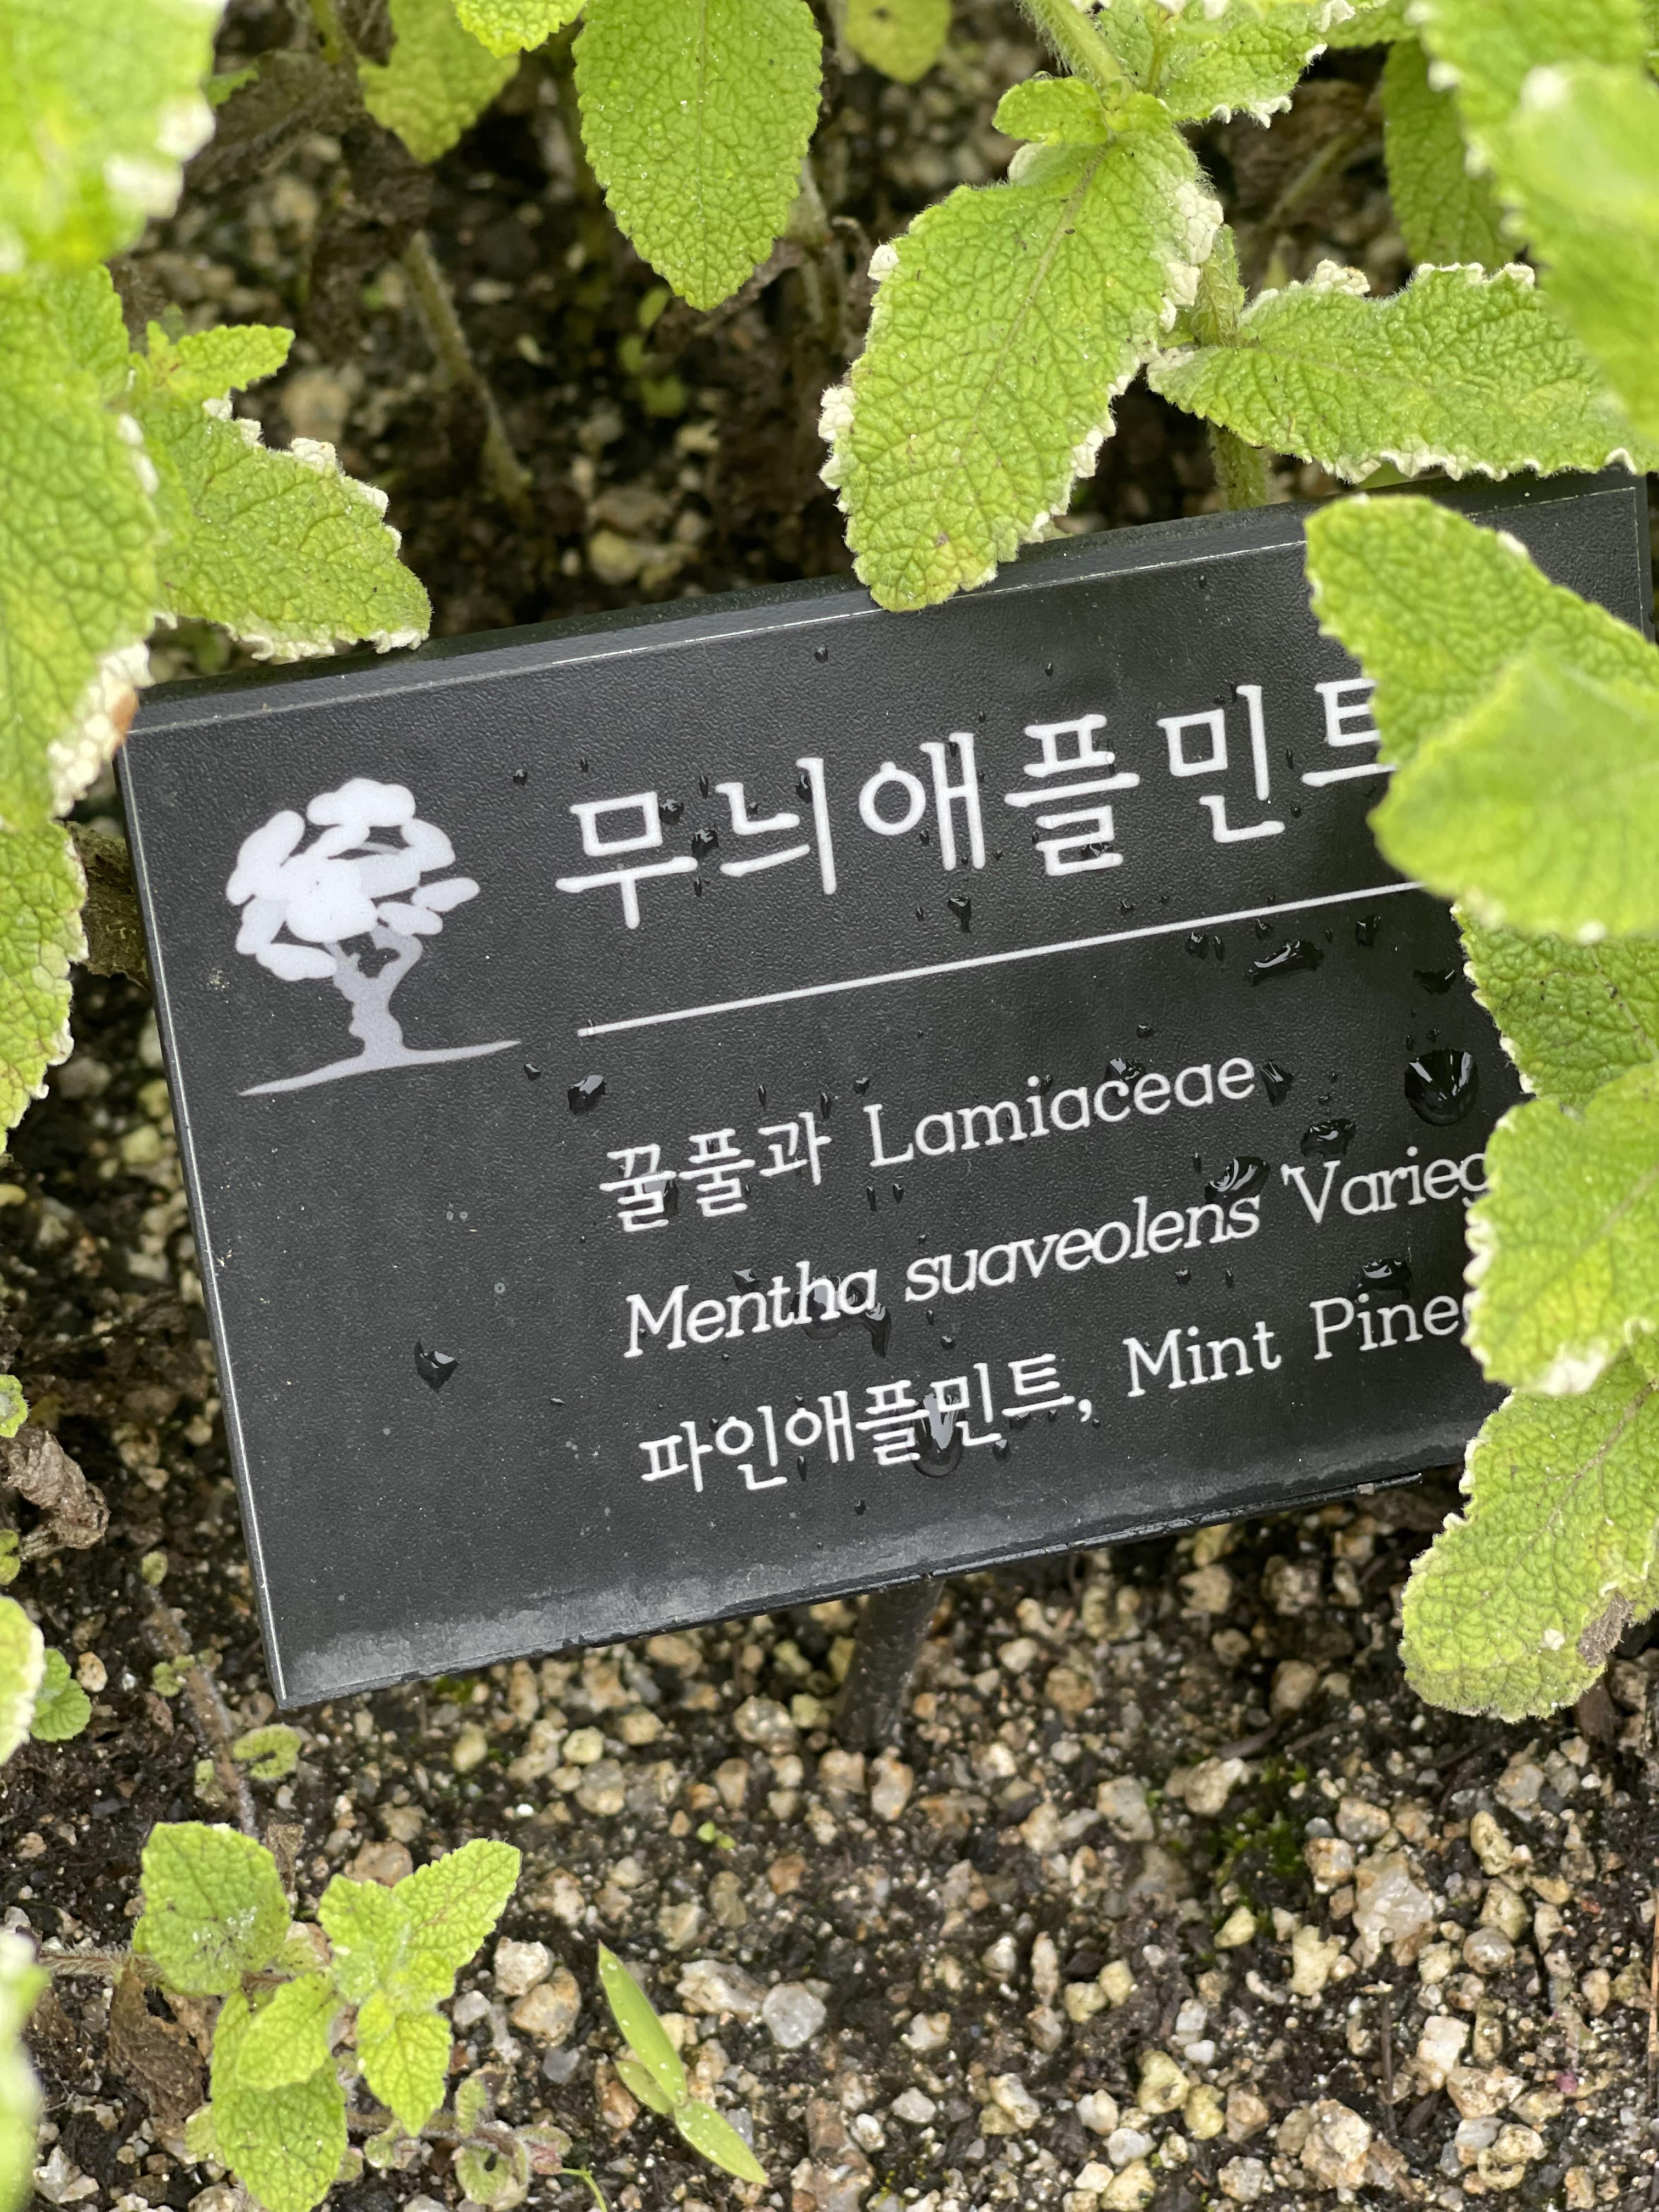 무늬애플민트
꿀풀과 Lamiaceae
Mentha suaveolens
파인애플민트, Mint